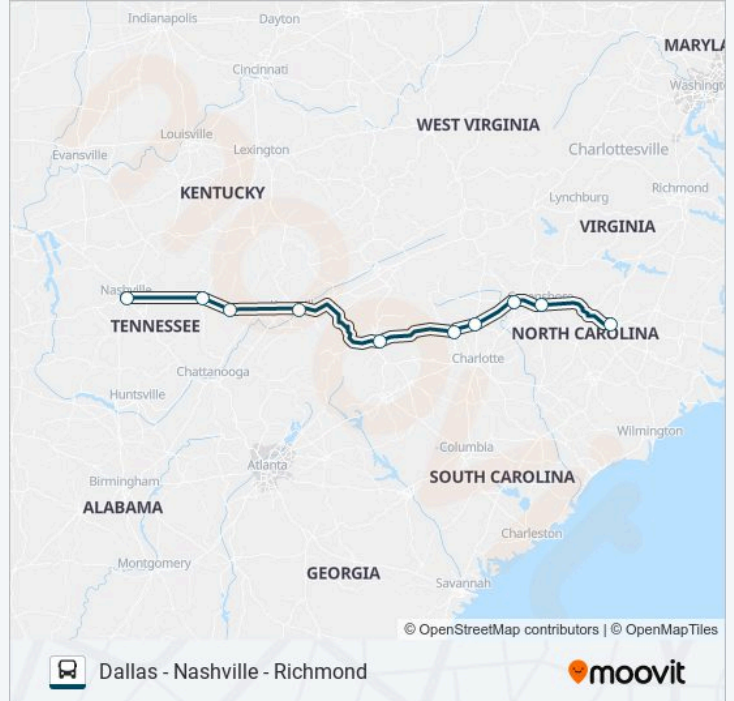 Indianapolis
Dayton
MARYLA
Cincinnati
Washingt
WEST VIRGINIA
Louisville
Charlottesville
Evansville
Lexington
KENTUCKY
Richmond
Lynchburg
VIRGINIA
Nashville
TENNESSEE
NORTH CAROLINA
Charlotte
Chattanooga
Huntsville
Wilmington
Columbia
Atlanta
SOUTH CAROLINA
Birmingham
ALABAMA
Charleston
Montgomery
GEORGIA
Savannah
© OpenStreetMap contributors | © OpenMapTiles
Dallas - Nashville - Richmond
moovit